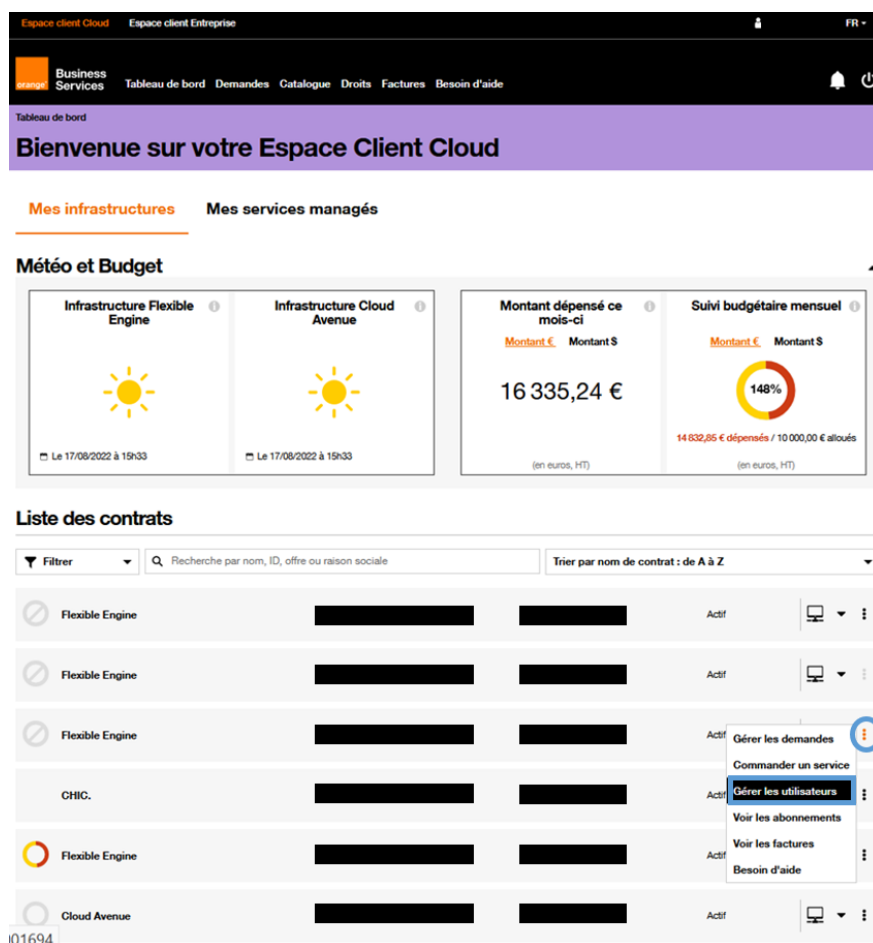 Espace client Cloud Espace client Entreprise FR
orange Business Services Tableau de bord Demandes Catalogue Droits Factures Besoin d'aide
Tableau de bord
Bienvenue sur votre Espace Client Cloud
Mes infrastructures Mes services managés
Météo et Budget
Infrastructure Flexible Engine
Le 17/08/2022 à 15h33
Infrastructure Cloud Avenue
Le 17/08/2022 à 15h33
Montant dépensé ce mois-ci
Montant € Montant $
16 335,24 €
(en euros, HT)
Suivi budgétaire mensuel
Montant € Montant $
148%
14 832,85 € dépensés / 10 000,00 € alloués
(en euros, HT)
Liste des contrats
Filtrer Recherche par nom, ID, offre ou raison sociale Trier par nom de contrat : de A à Z
Flexible Engine Actif
Flexible Engine Actif
Flexible Engine Actif
CHIC. Actif
Flexible Engine Actif
Cloud Avenue Actif
Gérer les demandes
Commander un service
Gérer les utilisateurs
Voir les abonnements
Voir les factures
Besoin d'aide
001694